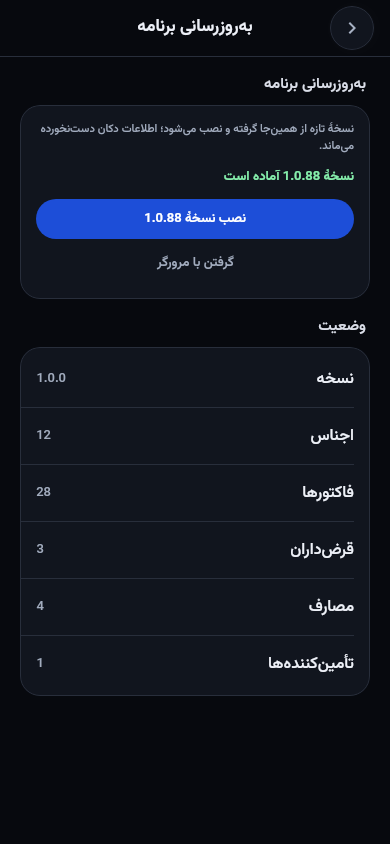 به‌روزرسانی برنامه
به‌روزرسانی برنامه
نسخهٔ تازه از همین‌جا گرفته و نصب می‌شود؛ اطلاعات دکان دست‌نخورده
می‌ماند.
نسخهٔ 1.0.88 آماده است
نصب نسخهٔ 1.0.88
گرفتن با مرورگر
وضعیت
نسخه 1.0.0
اجناس 12
فاکتورها 28
قرض‌داران 3
مصارف 4
تأمین‌کننده‌ها 1